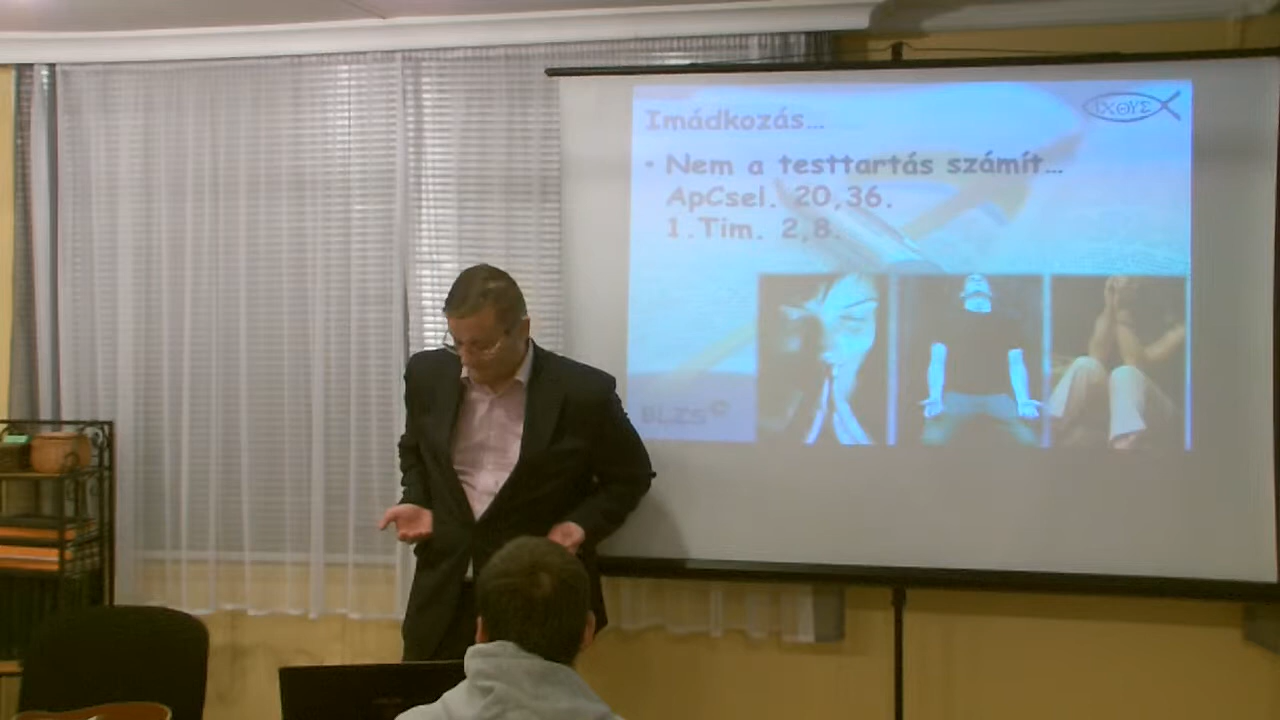 Imádkozás...
ΙΧΘΥΣ
• Nem a testtartás számít...
ApCsel. 20,36.
1.Tim. 2,8.
BLZS